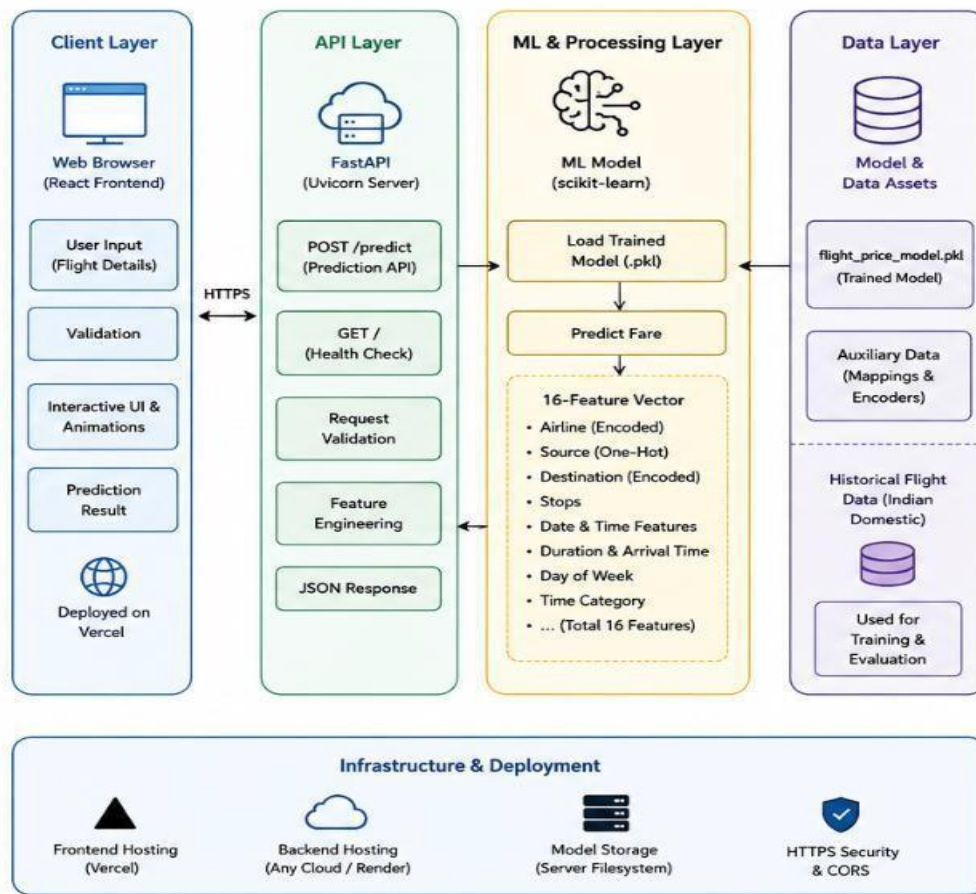 Client Layer
Web Browser
(React Frontend)
User Input
(Flight Details)
Validation
Interactive UI &
Animations
Prediction
Result
Deployed on
Vercel
HTTPS
API Layer
FastAPI
(Uvicorn Server)
POST /predict
(Prediction API)
GET /
(Health Check)
Request
Validation
Feature
Engineering
JSON Response
ML & Processing Layer
ML Model
(scikit-learn)
Load Trained
Model (.pkl)
Predict Fare
16-Feature Vector
• Airline (Encoded)
• Source (One-Hot)
• Destination (Encoded)
• Stops
• Date & Time Features
• Duration & Arrival Time
• Day of Week
• Time Category
• ... (Total 16 Features)
Data Layer
Model &
Data Assets
flight_price_model.pkl
(Trained Model)
Auxiliary Data
(Mappings &
Encoders)
Historical Flight
Data (Indian
Domestic)
Used for
Training &
Evaluation
Infrastructure & Deployment
Frontend Hosting
(Vercel)
Backend Hosting
(Any Cloud / Render)
Model Storage
(Server Filesystem)
HTTPS Security
& CORS